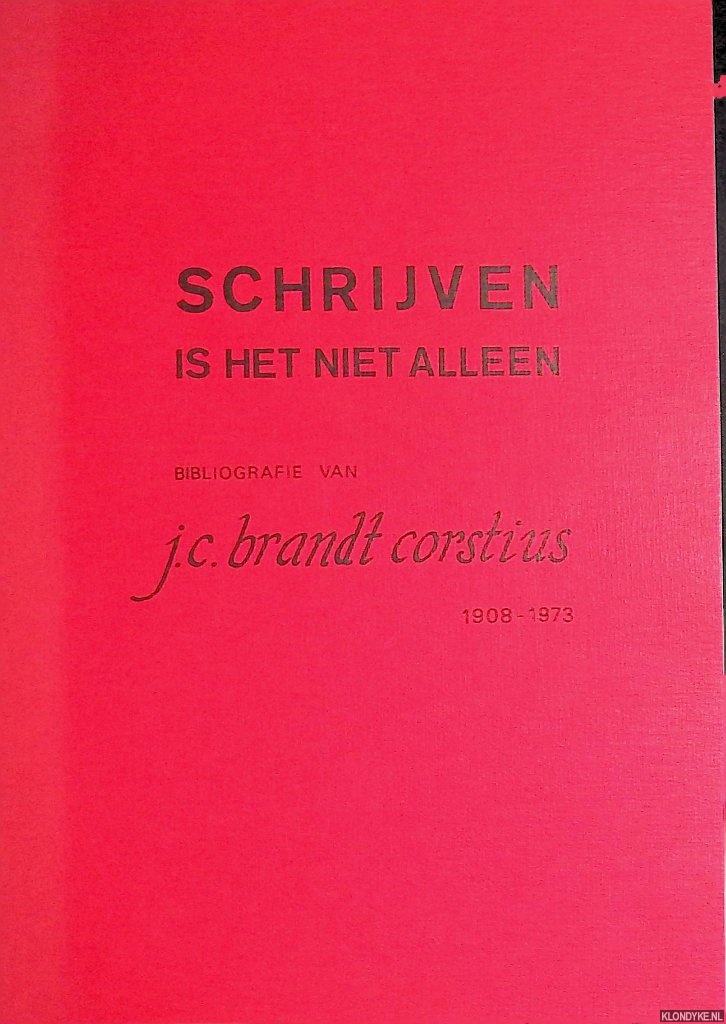 SCHRIJVEN
IS HET NIET ALLEEN
BIBLIOGRAFIE VAN
j.c. brandt corstius
1908-1973
KLONDYKE.NL